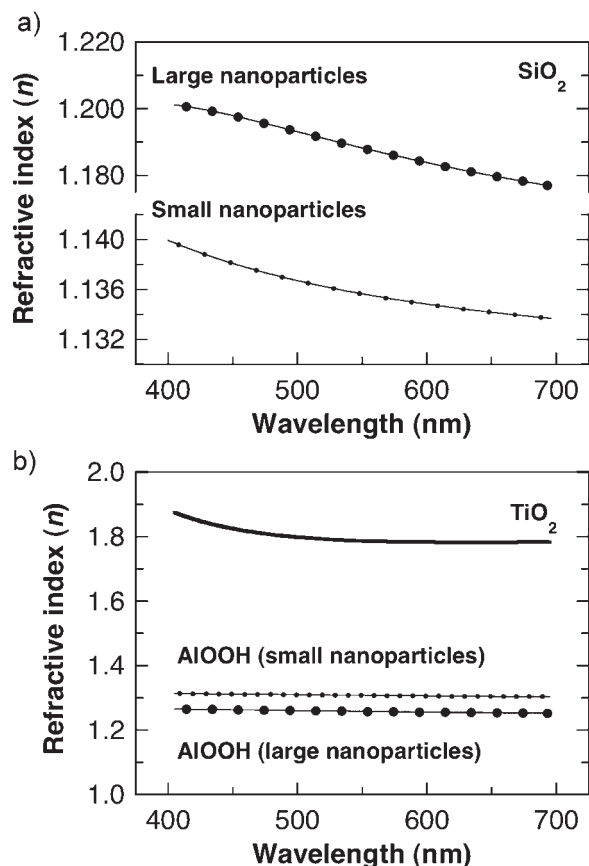 a)
1.220
Large nanoparticles
SiO2
1.200
1.180
Small nanoparticles
1.140
1.136
1.132
Refractive index (n)
400 500 600 700
Wavelength (nm)
b)
2.0
TiO2
1.8
1.6
AlOOH (small nanoparticles)
1.4
1.2
AlOOH (large nanoparticles)
1.0
Refractive index (n)
400 500 600 700
Wavelength (nm)